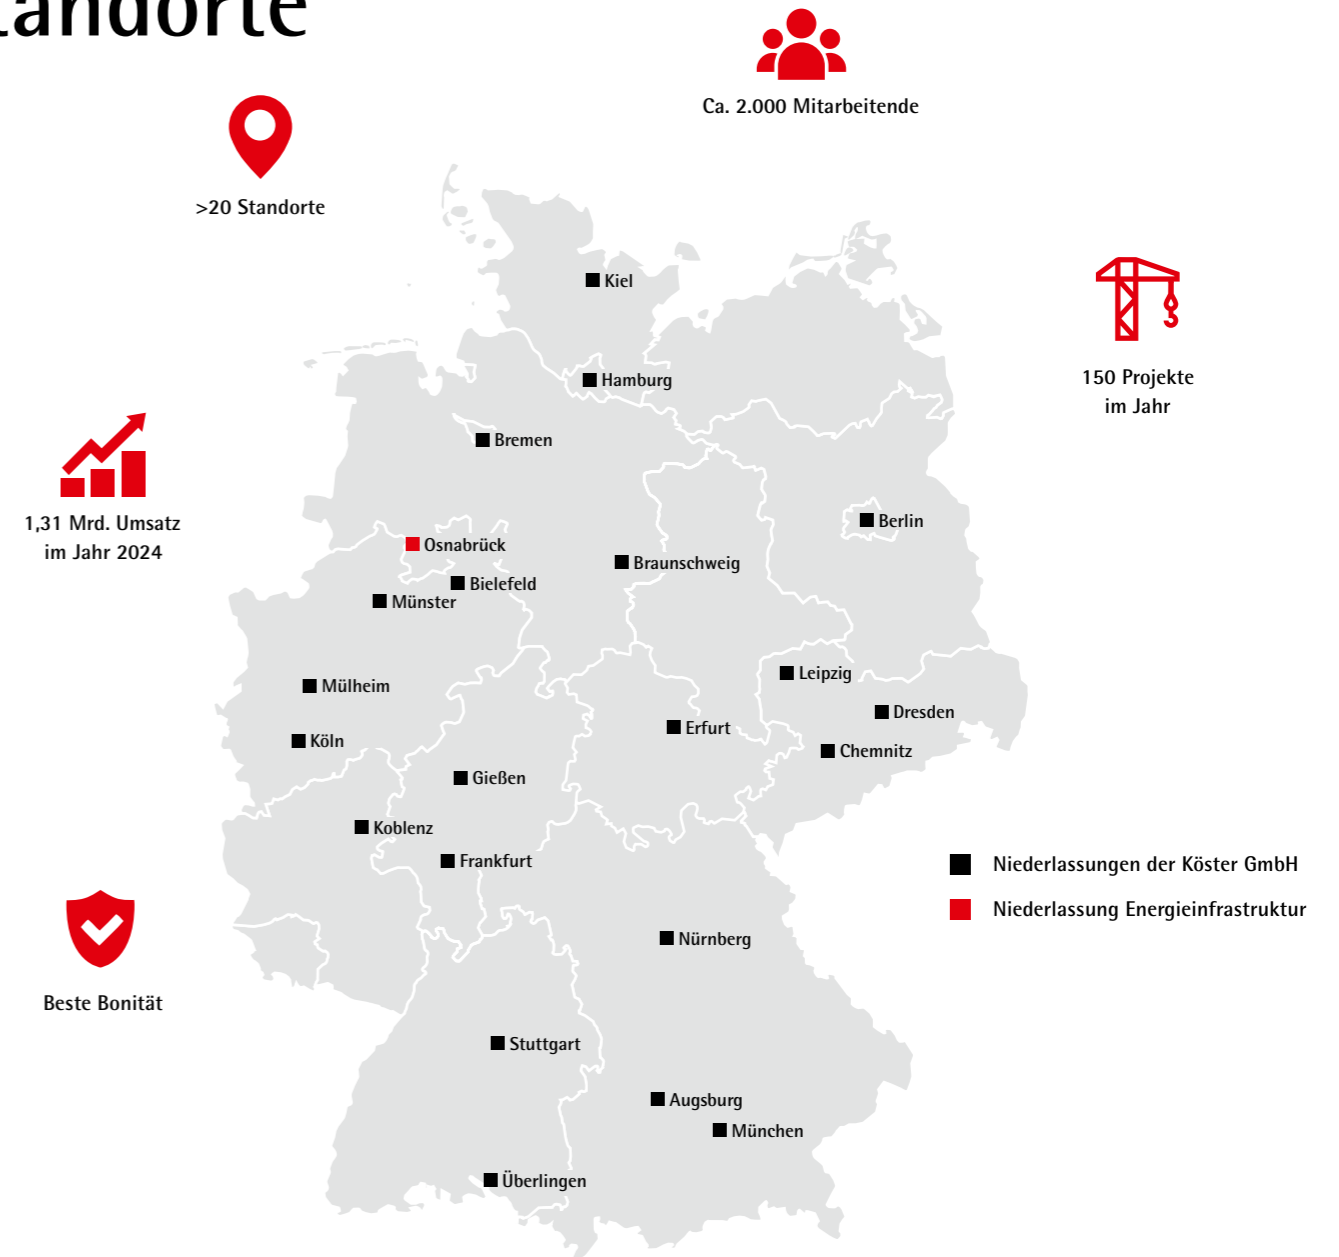 tandorte
Ca. 2.000 Mitarbeitende
>20 Standorte
Kiel
150 Projekte
im Jahr
Hamburg
Bremen
1,31 Mrd. Umsatz
im Jahr 2024
Berlin
Osnabrück
Braunschweig
Bielefeld
Münster
Leipzig
Mülheim
Dresden
Erfurt
Köln
Chemnitz
Gießen
Koblenz
Frankfurt
Niederlassungen der Köster GmbH
Niederlassung Energieinfrastruktur
Nürnberg
Beste Bonität
Stuttgart
Augsburg
München
Überlingen